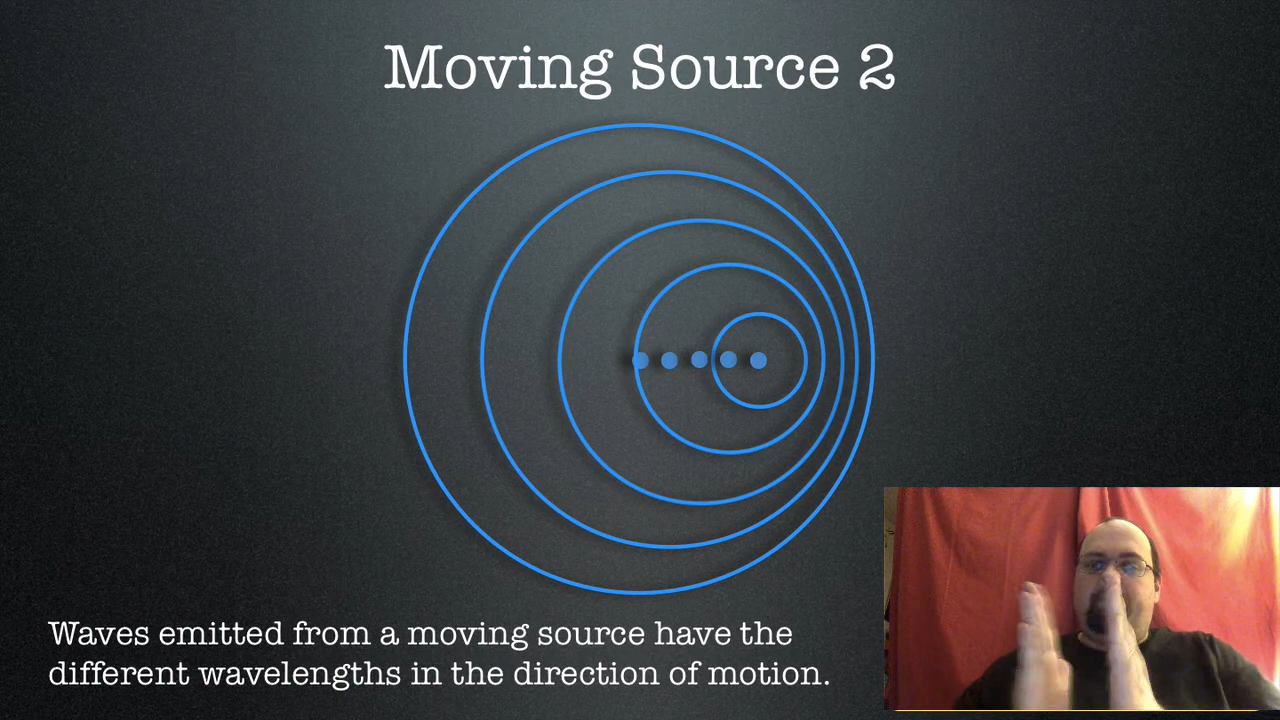 Moving Source 2
Waves emitted from a moving source have the
different wavelengths in the direction of motion.